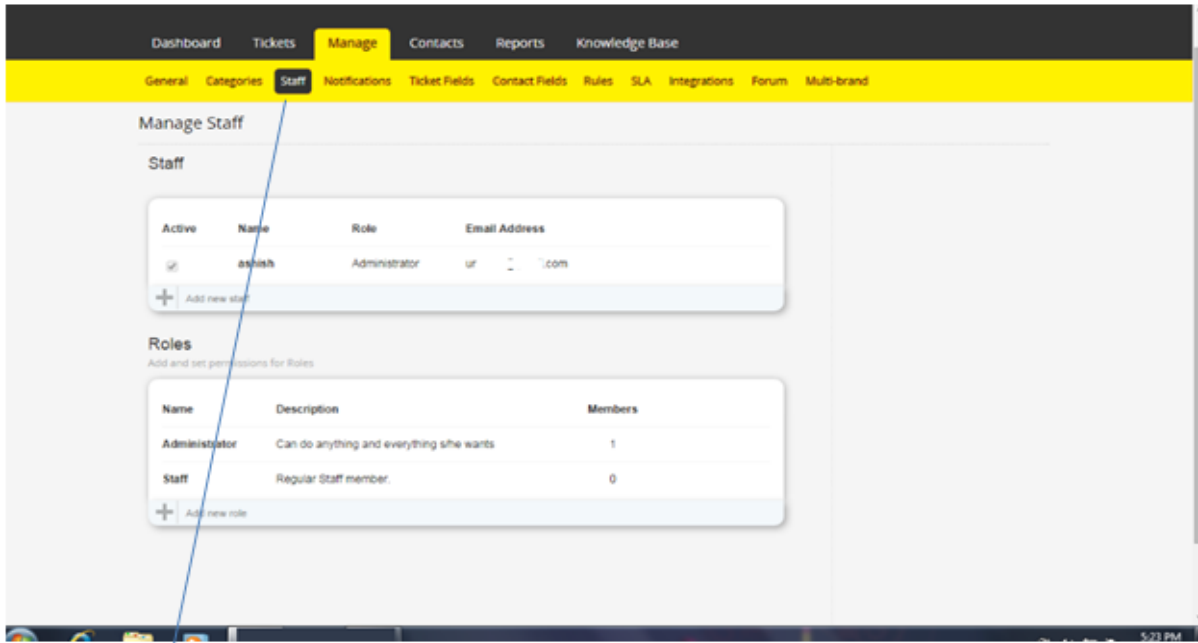 Dashboard Tickets Manage Contacts Reports Knowledge Base
General Categories Staff Notifications Ticket Fields Contact Fields Rules SLA Integrations Forum Multi-brand
Manage Staff
Staff
Active Name Role Email Address
ashish Administrator ur .com
Add new staff
Roles
Add and set permissions for Roles
Name Description Members
Administrator Can do anything and everything s/he wants 1
Staff Regular Staff member. 0
Add new role
5:23 PM